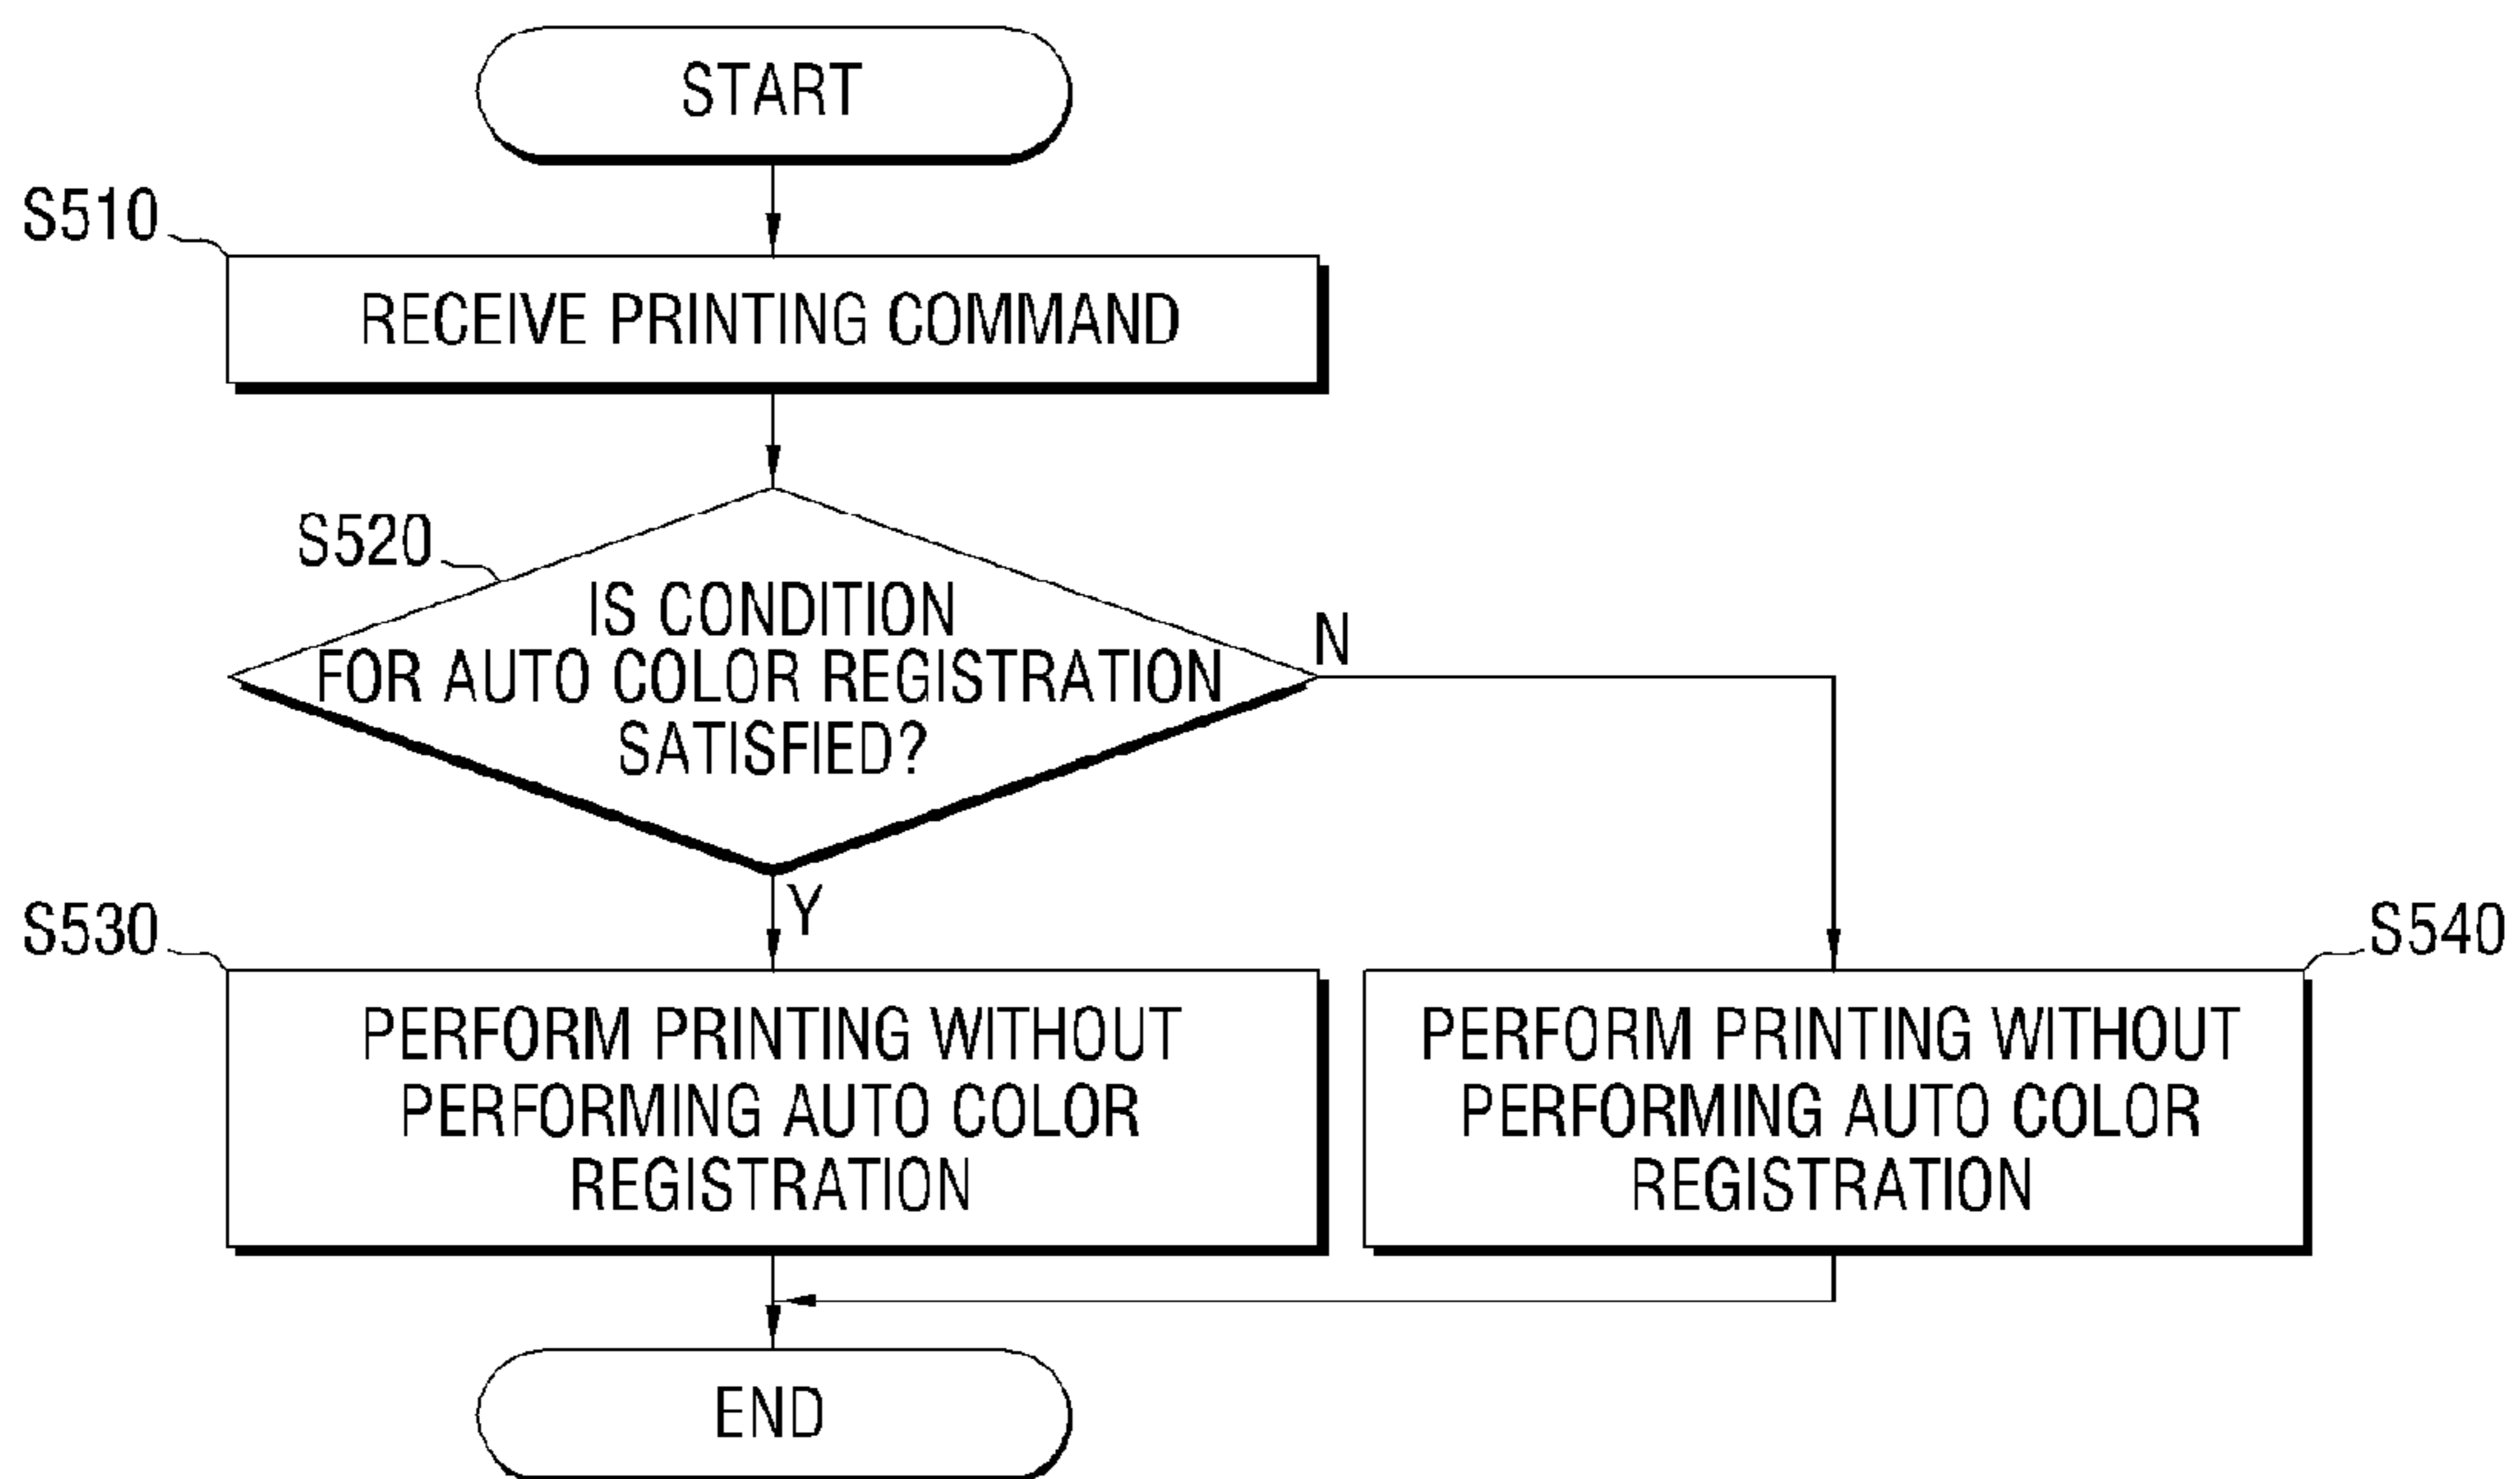 START
S510
RECEIVE PRINTING COMMAND
S520
IS CONDITION
FOR AUTO COLOR REGISTRATION
SATISFIED?
N
Y
S530
PERFORM PRINTING WITHOUT
PERFORMING AUTO COLOR
REGISTRATION
S540
PERFORM PRINTING WITHOUT
PERFORMING AUTO COLOR
REGISTRATION
END